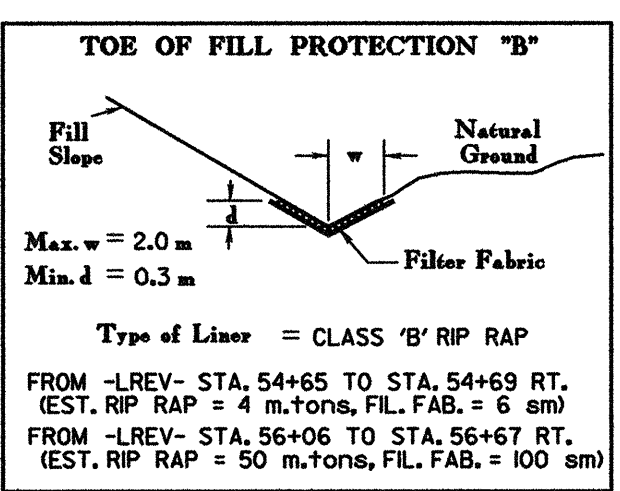 TOE OF FILL PROTECTION "B"
Fill
Slope
Natural
Ground
w
d
Max. w = 2.0 m
Min. d = 0.3 m
Filter Fabric
Type of Liner = CLASS 'B' RIP RAP
FROM -LREV- STA. 54+65 TO STA. 54+69 RT.
(EST. RIP RAP = 4 m.tons, FIL. FAB. = 6 sm)
FROM -LREV- STA. 56+06 TO STA. 56+67 RT.
(EST. RIP RAP = 50 m.tons, FIL. FAB. = 100 sm)